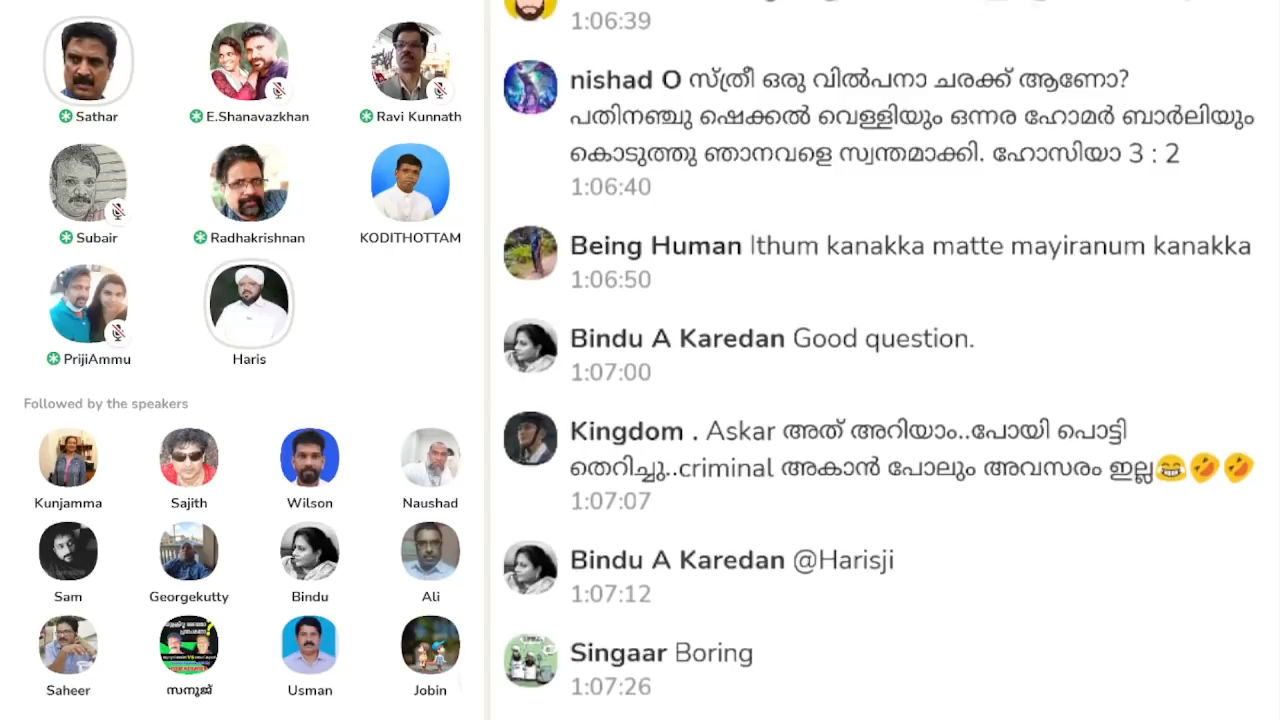 Sathar
E.Shanavazkhan
Ravi Kunnath
Subair
Radhakrishnan
KODITHOTTAM
PrijiAmmu
Haris
Followed by the speakers
Kunjamma
Sajith
Wilson
Naushad
Sam
Georgekutty
Bindu
Ali
Saheer
സനൂജ്
Usman
Jobin
1:06:39
nishad O സ്ത്രീ ഒരു വിൽപനാ ചരക്ക് ആണോ?
പതിനഞ്ചു ഷെക്കൽ വെള്ളിയും ഒന്നര ഹോമർ ബാർലിയും
കൊടുത്തു ഞാനവളെ സ്വന്തമാക്കി. ഹോസിയാ 3 : 2
1:06:40
Being Human Ithum kanakka matte mayiranum kanakka
1:06:50
Bindu A Karedan Good question.
1:07:00
Kingdom . Askar അത് അറിയാം..പോയി പൊട്ടി
തെറിച്ചു..criminal അകാൻ പോലും അവസരം ഇല്ല😂🤣🤣
1:07:07
Bindu A Karedan @Harisji
1:07:12
Singaar Boring
1:07:26